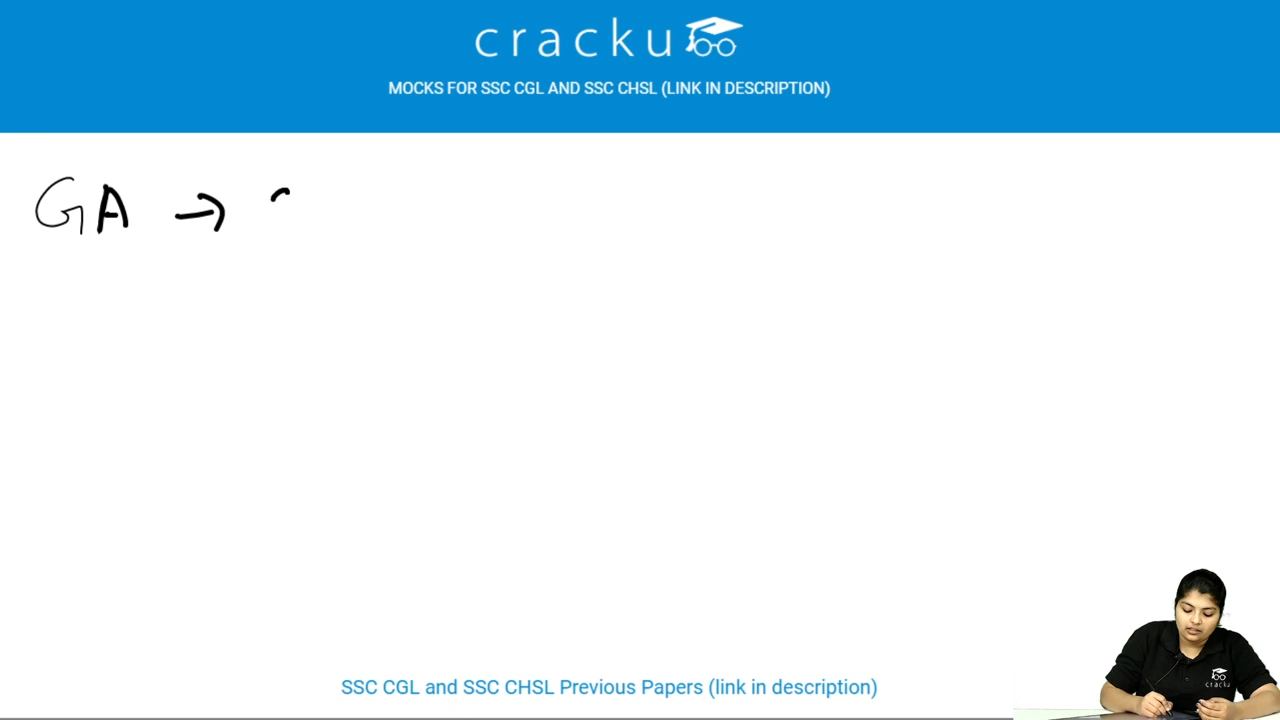 cracku
MOCKS FOR SSC CGL AND SSC CHSL (LINK IN DESCRIPTION)
GA →
SSC CGL and SSC CHSL Previous Papers (link in description)
cracku